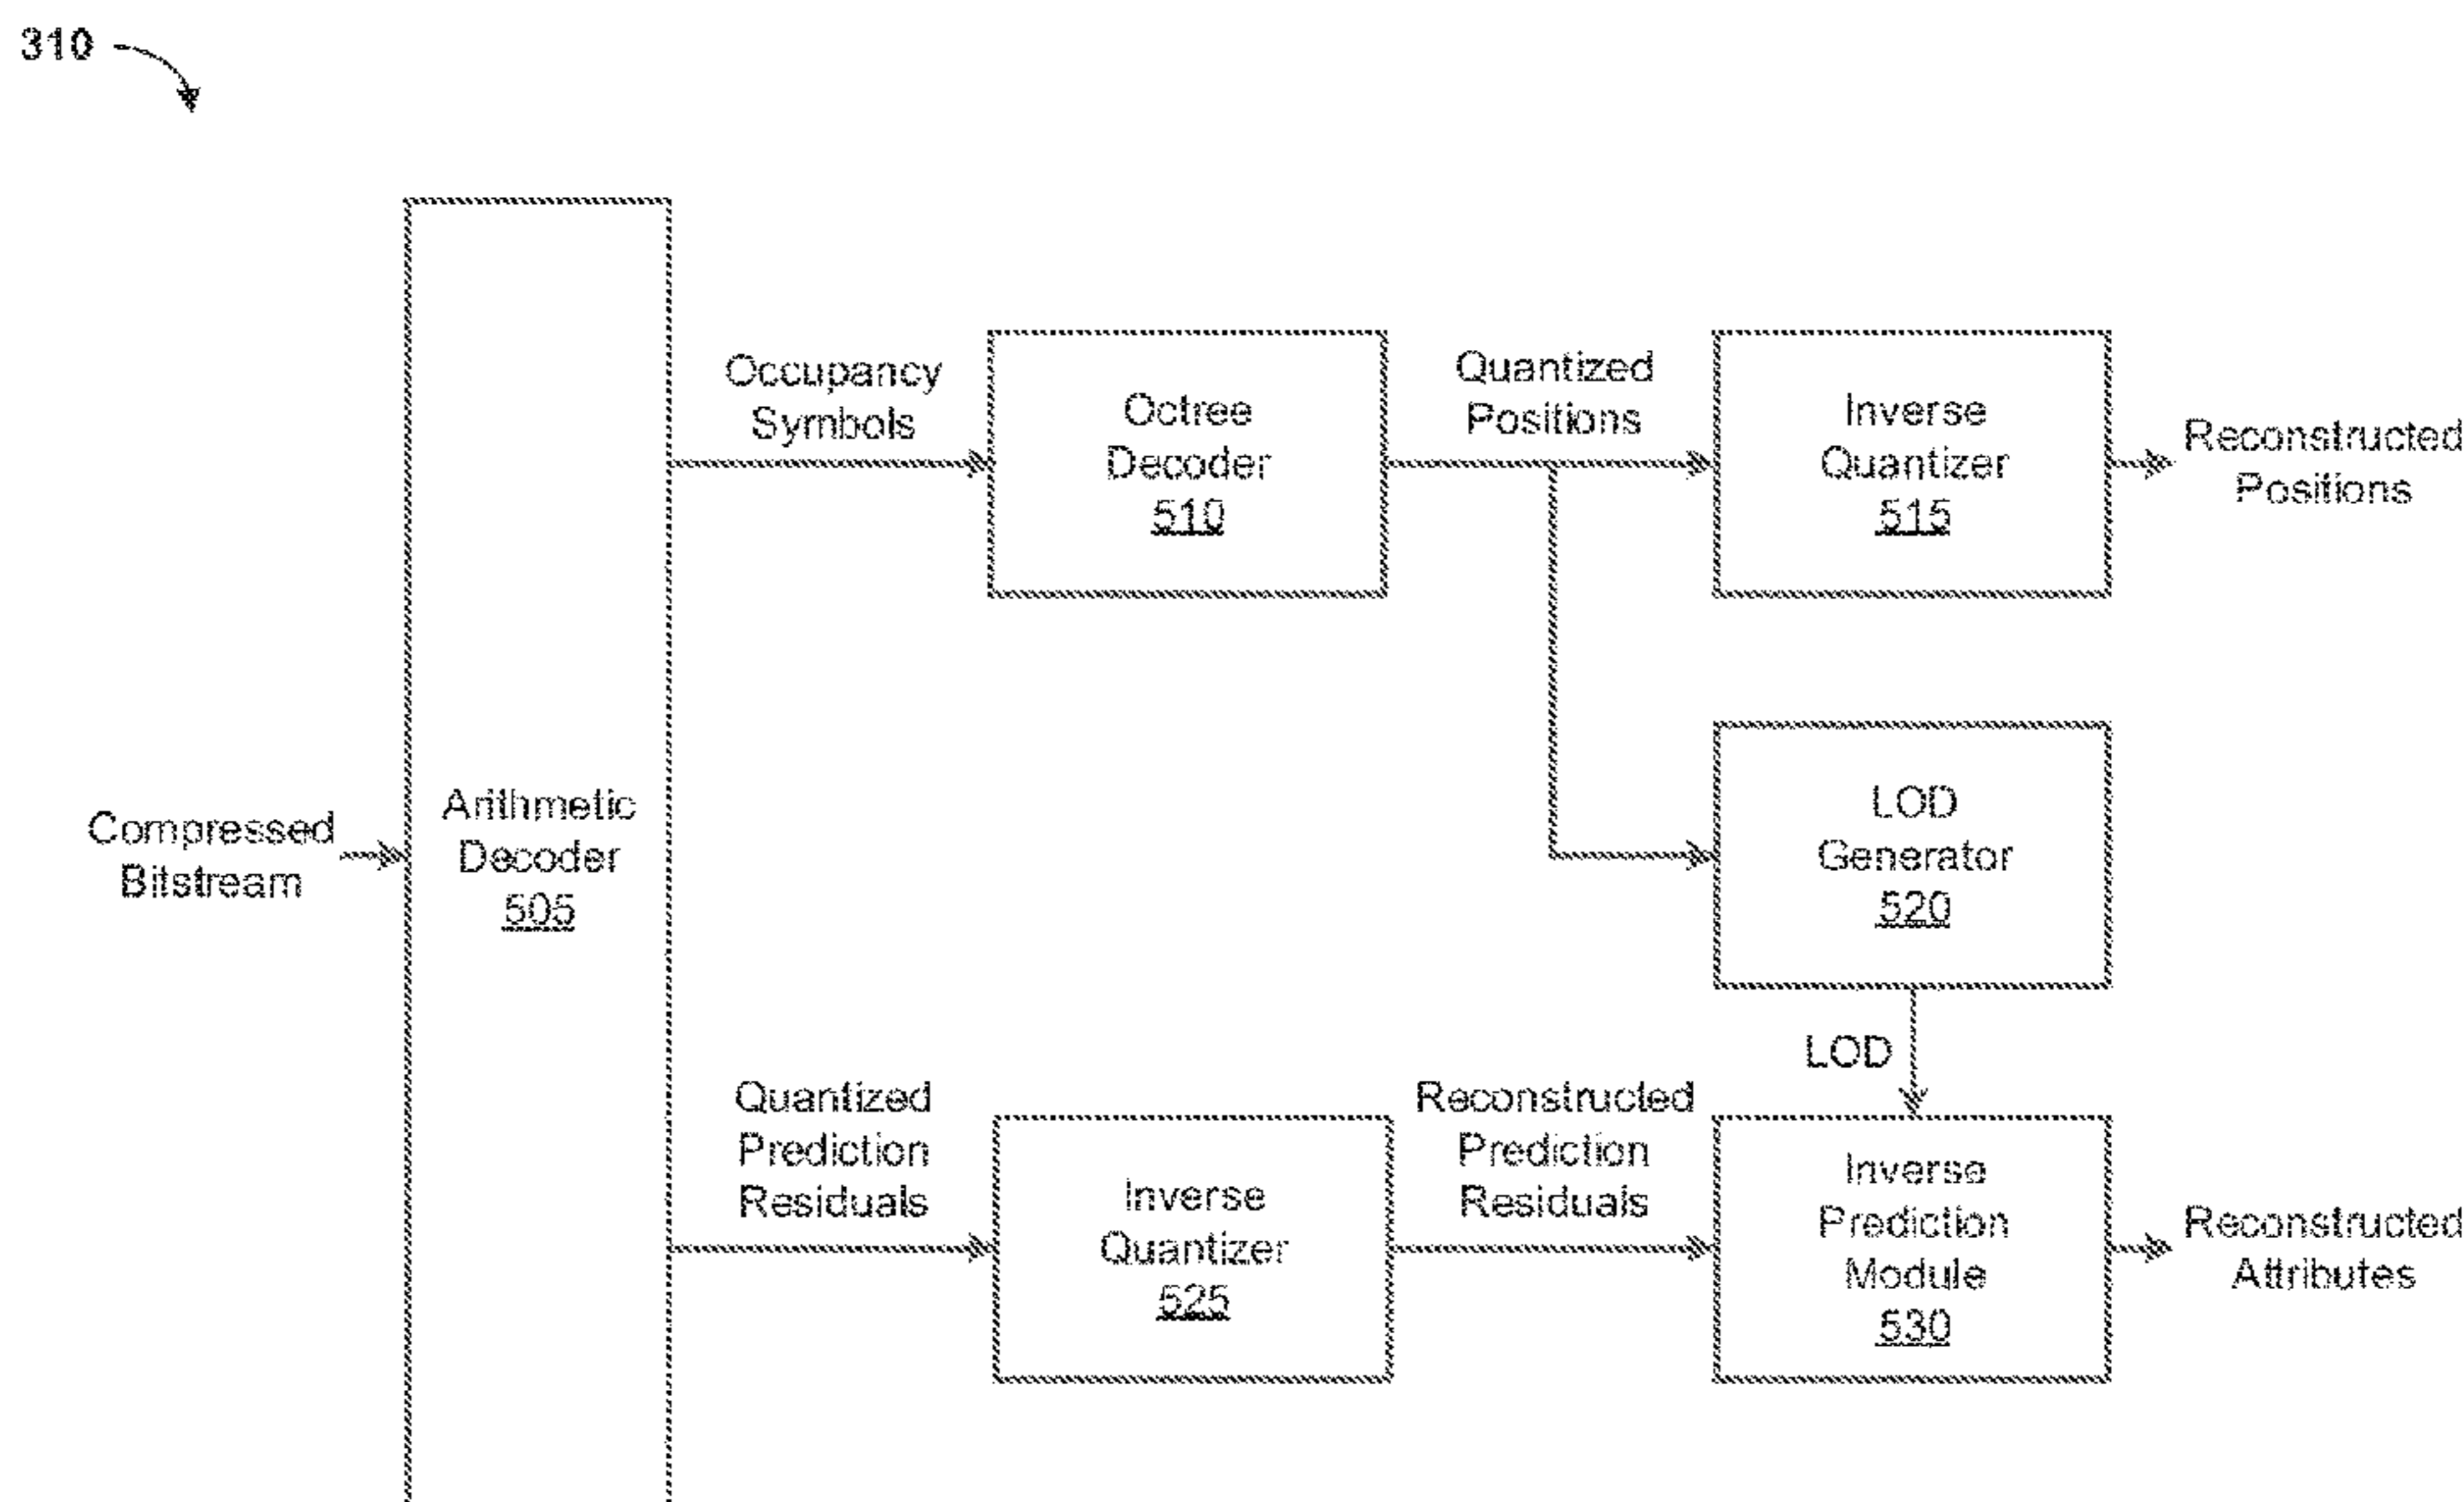 310
Occupancy
Symbols
Octree
Decoder
510
Quantized
Positions
Inverse
Quantizer
515
Reconstructed
Positions
Compressed
Bitstream
Arithmetic
Decoder
505
LOD
Generator
520
LOD
Quantized
Prediction
Residuals
Inverse
Quantizer
525
Reconstructed
Prediction
Residuals
Inverse
Prediction
Module
530
Reconstructed
Attributes